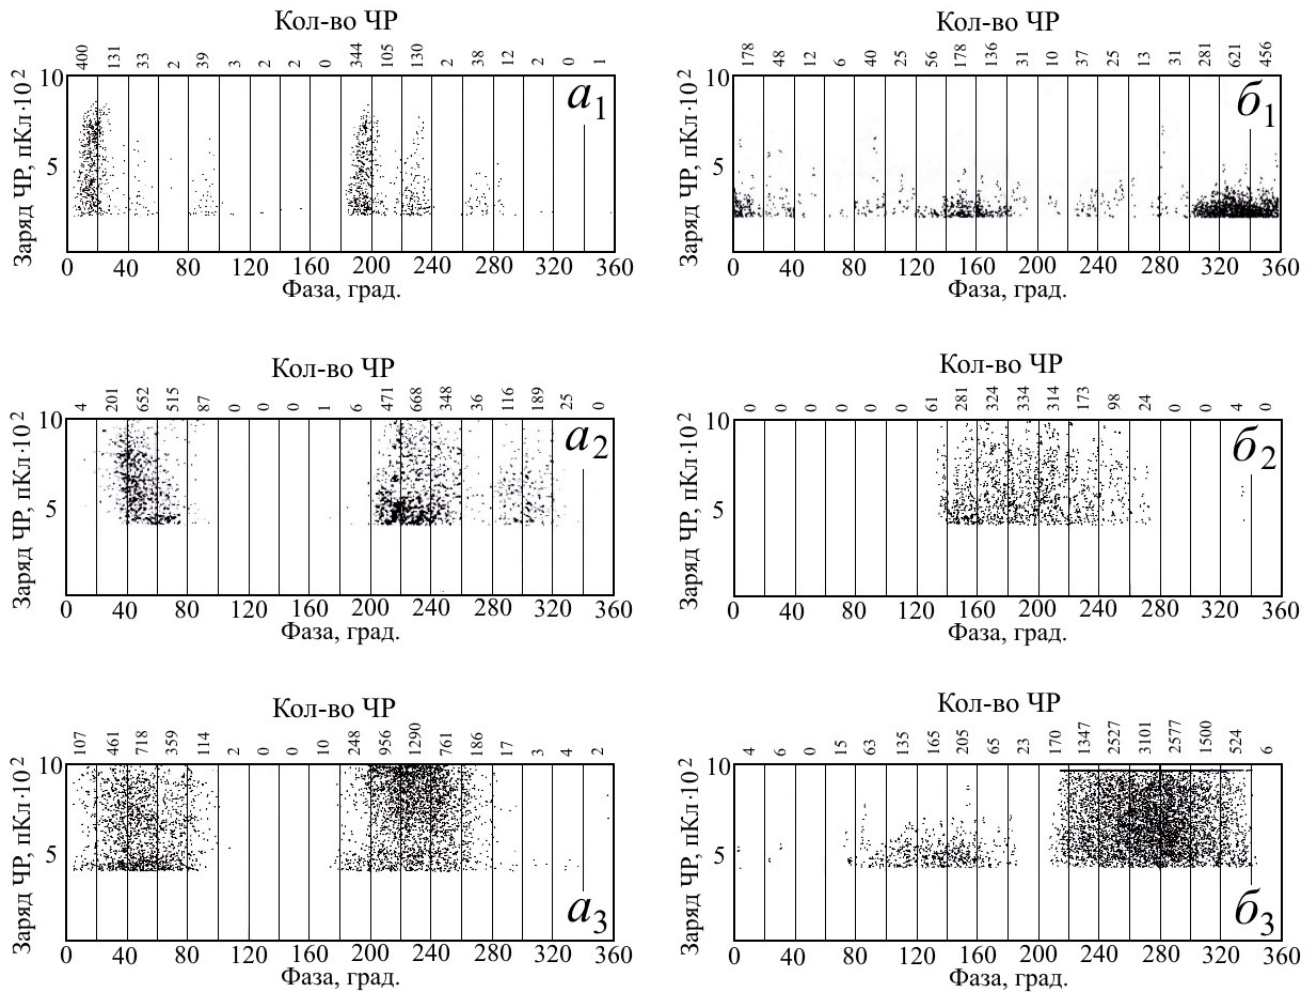 Кол-во ЧР
400 131 33 2 39 3 2 2 0 344 105 130 2 38 12 2 0 1
10
5
0 40 80 120 160 200 240 280 320 360
Фаза, град.
Заряд ЧР, пКл·10²
а₁
Кол-во ЧР
178 48 12 6 40 25 56 178 136 31 10 37 25 13 31 281 621 456
10
5
0 40 80 120 160 200 240 280 320 360
Фаза, град.
Заряд ЧР, пКл·10²
б₁
Кол-во ЧР
4 201 652 515 87 0 0 0 1 6 471 668 348 36 116 189 25 0
10
5
0 40 80 120 160 200 240 280 320 360
Фаза, град.
Заряд ЧР, пКл·10²
а₂
Кол-во ЧР
0 0 0 0 0 0 61 281 324 334 314 173 98 24 0 0 4 0
10
5
0 40 80 120 160 200 240 280 320 360
Фаза, град.
Заряд ЧР, пКл·10²
б₂
Кол-во ЧР
107 461 718 359 114 2 0 0 10 248 956 1290 761 186 17 3 4 2
10
5
0 40 80 120 160 200 240 280 320 360
Фаза, град.
Заряд ЧР, пКл·10²
а₃
Кол-во ЧР
4 6 0 15 63 135 165 205 65 23 170 1347 2527 3101 2577 1500 524 6
10
5
0 40 80 120 160 200 240 280 320 360
Фаза, град.
Заряд ЧР, пКл·10²
б₃